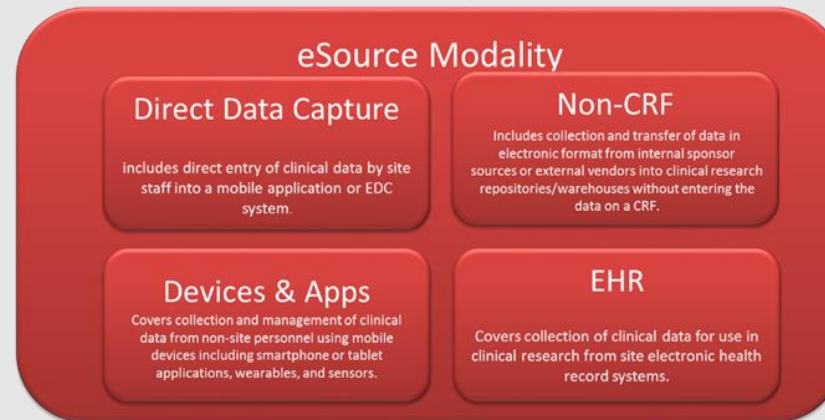 eSource Modality
Direct Data Capture
includes direct entry of clinical data by site
staff into a mobile application or EDC
system.
Non-CRF
Includes collection and transfer of data in
electronic format from internal sponsor
sources or external vendors into clinical research
repositories/warehouses without entering the
data on a CRF.
Devices & Apps
Covers collection and management of clinical
data from non-site personnel using mobile
devices including smartphone or tablet
applications, wearables, and sensors.
EHR
Covers collection of clinical data for use in
clinical research from site electronic health
record systems.